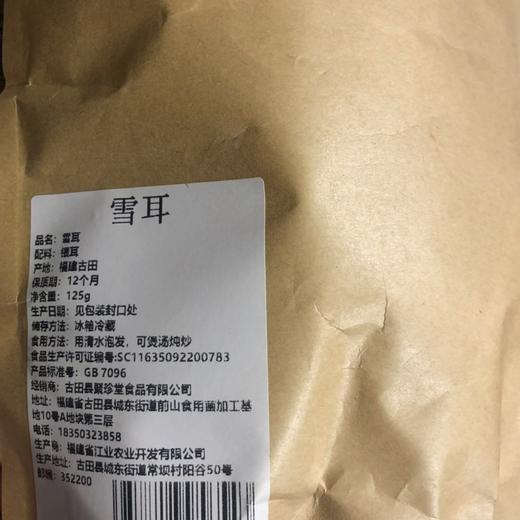 雪耳
品名：雪耳
配料：银耳
产地：福建古田
保质期：12个月
净含量：125g
生产日期：见包装封口处
储存方法：冰箱冷藏
食用方法：用清水泡发，可煲汤炖炒
食品生产许可证编号:SC11635092200783
产品标准号：GB 7096
经销商：古田县聚珍堂食品有限公司
地址：福建省古田县城东街道前山食用菌加工基
地10号A地块第三层
电话：18350323858
生产商：福建省江业农业开发有限公司
生产地址：古田县城东街道常坝村阳谷50号
邮编：352200